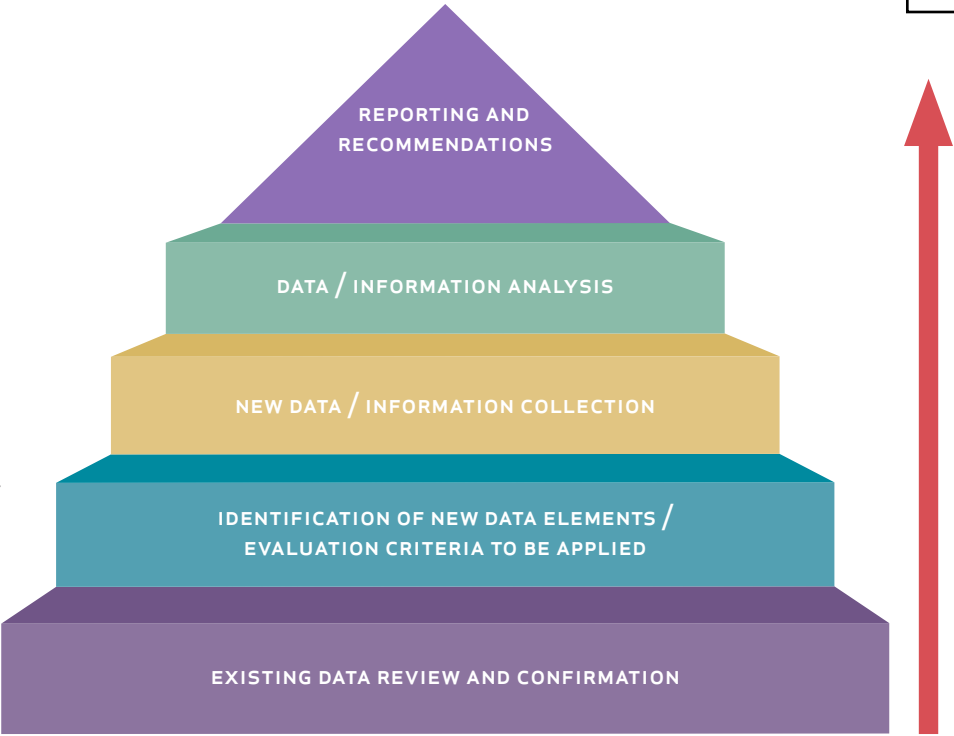 REPORTING AND
RECOMMENDATIONS
DATA / INFORMATION ANALYSIS
NEW DATA / INFORMATION COLLECTION
IDENTIFICATION OF NEW DATA ELEMENTS /
EVALUATION CRITERIA TO BE APPLIED
EXISTING DATA REVIEW AND CONFIRMATION